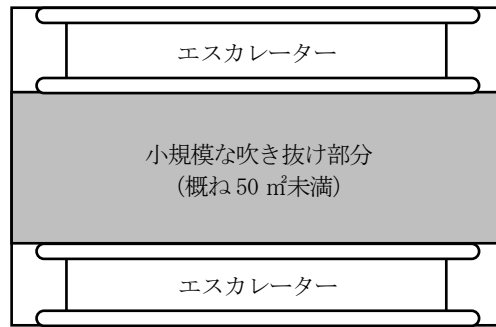 エスカレーター
小規模な吹き抜け部分
（概ね 50 ㎡未満）
エスカレーター